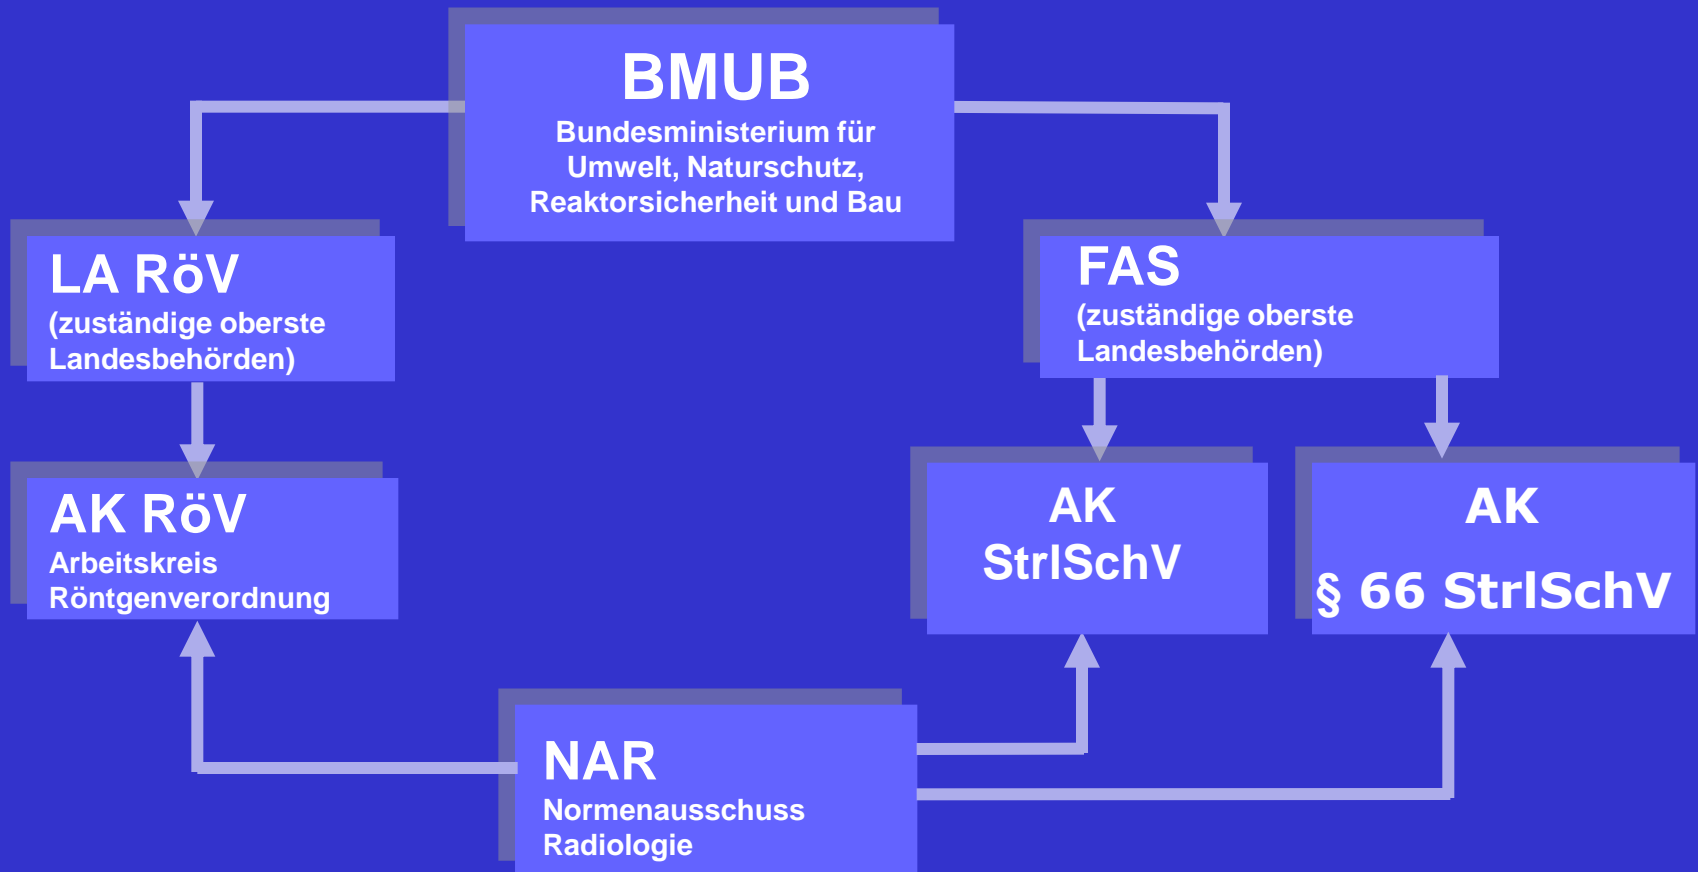 BMUB
Bundesministerium für
Umwelt, Naturschutz,
Reaktorsicherheit und Bau
LA RöV
(zuständige oberste
Landesbehörden)
FAS
(zuständige oberste
Landesbehörden)
AK RöV
Arbeitskreis
Röntgenverordnung
AK
StrlSchV
AK
§ 66 StrlSchV
NAR
Normenausschuss
Radiologie